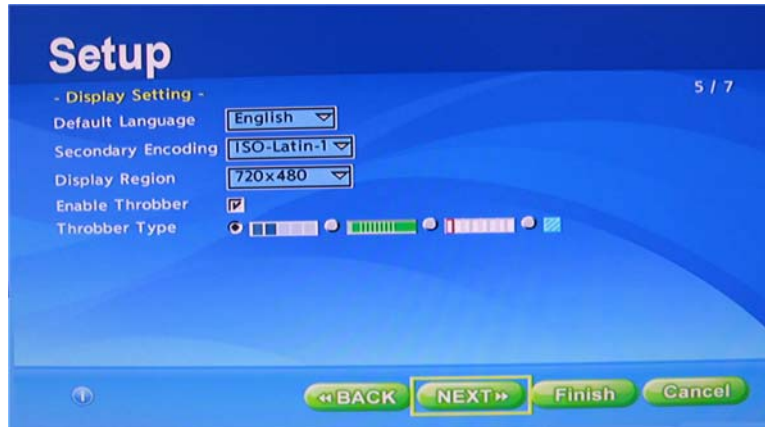 Setup
- Display Setting -
5 / 7
Default Language English
Secondary Encoding ISO-Latin-1
Display Region 720x480
Enable Throbber
Throbber Type
BACK NEXT Finish Cancel